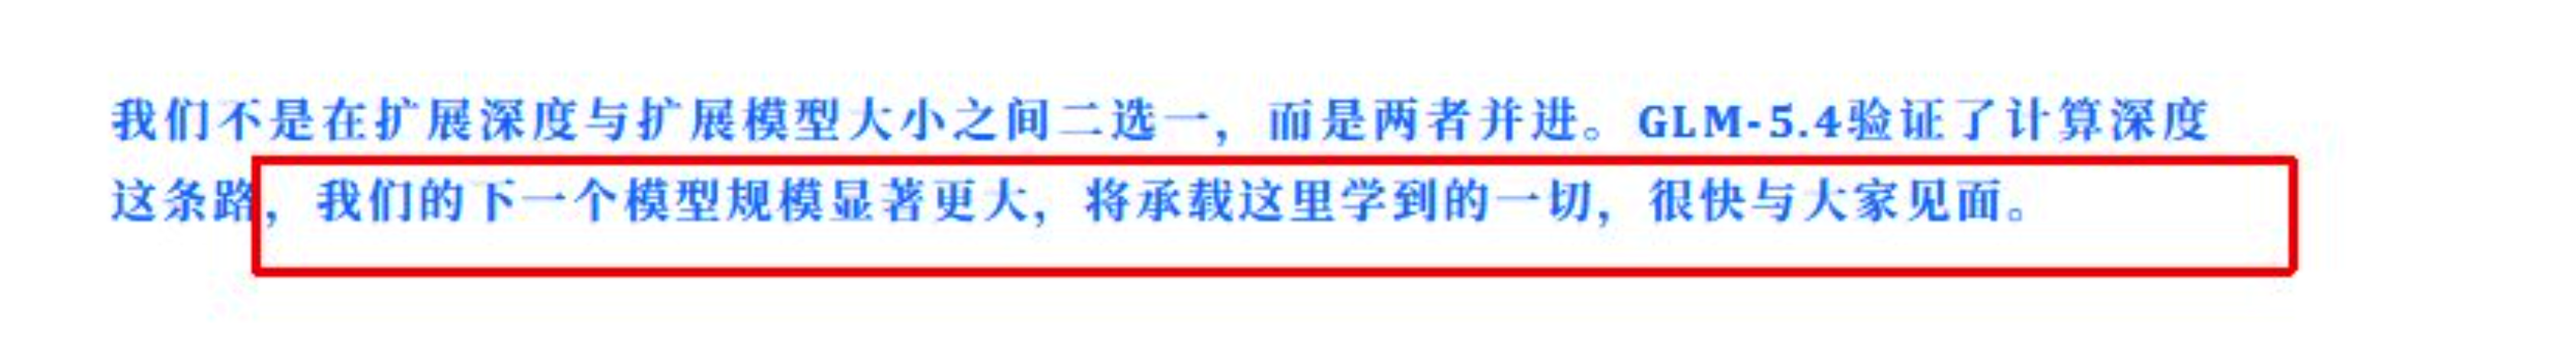 我们不是在扩展深度与扩展模型大小之间二选一，而是两者并进。GLM-5.4验证了计算深度
这条路，我们的下一个模型规模显著更大，将承载这里学到的一切，很快与大家见面。